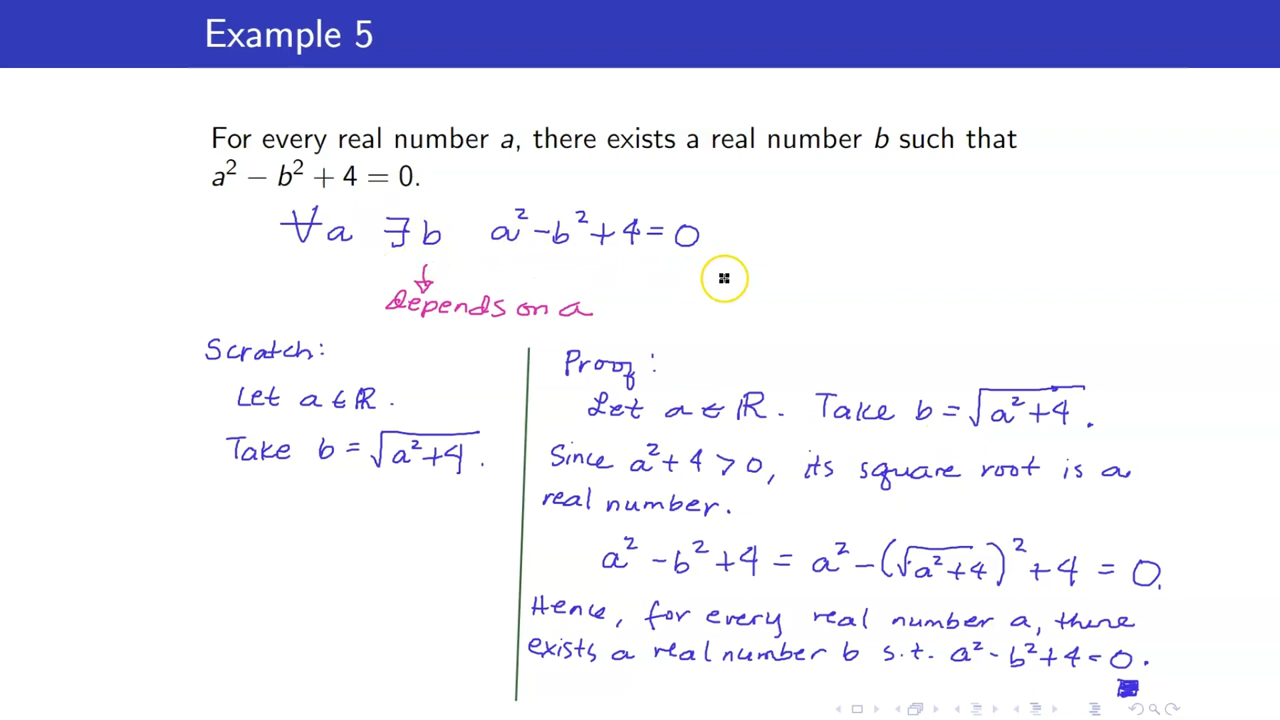 Example 5
For every real number a, there exists a real number b such that
a² − b² + 4 = 0.
∀a ∃b a² − b² + 4 = 0
↓
depends on a
Scratch:
Let a ∈ ℝ.
Take b = √(a² + 4).
Proof:
Let a ∈ ℝ. Take b = √(a² + 4).
Since a² + 4 > 0, its square root is a
real number.
a² − b² + 4 = a² − (√(a² + 4))² + 4 = 0.
Hence, for every real number a, there
exists a real number b s.t. a² − b² + 4 = 0.